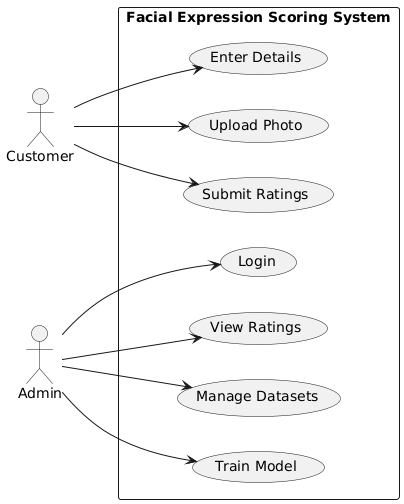 Facial Expression Scoring System
Enter Details
Upload Photo
Customer
Submit Ratings
Login
View Ratings
Admin
Manage Datasets
Train Model